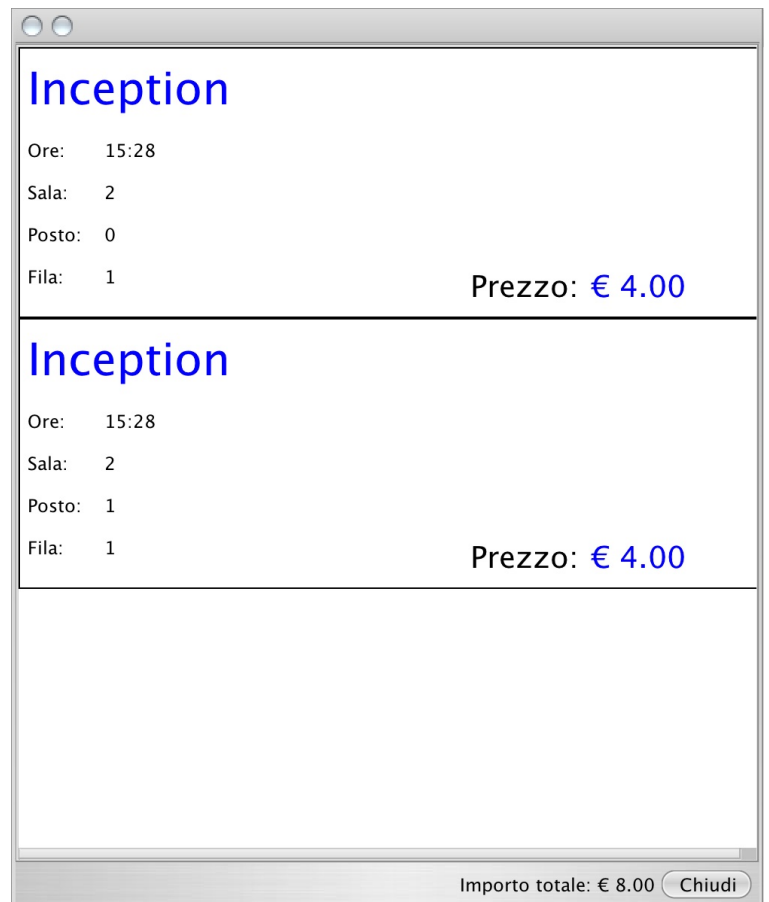 Inception
Ore: 15:28
Sala: 2
Posto: 0
Fila: 1
Prezzo: € 4.00
Inception
Ore: 15:28
Sala: 2
Posto: 1
Fila: 1
Prezzo: € 4.00
Importo totale: € 8.00 Chiudi